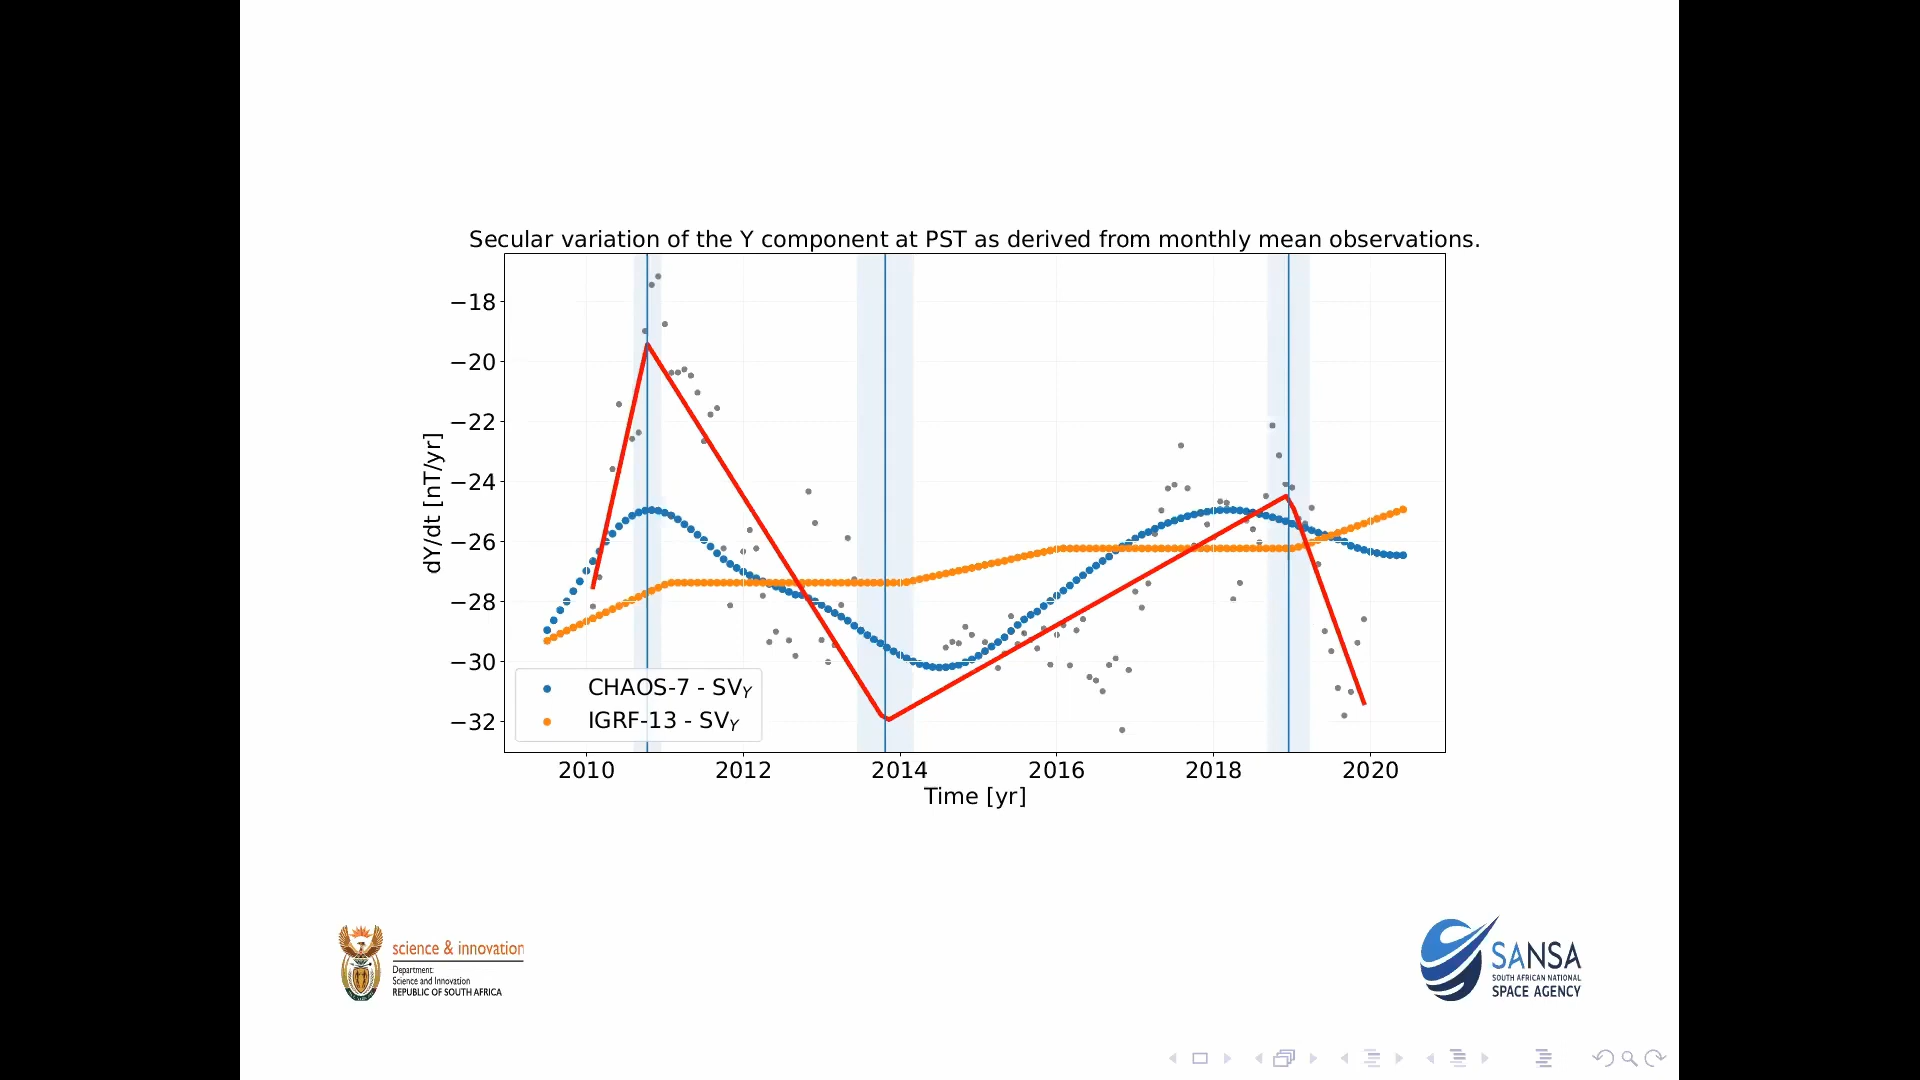 Secular variation of the Y component at PST as derived from monthly mean observations.
−18
−20
−22
−24
−26
−28
−30
−32
dY/dt [nT/yr]
CHAOS-7 - SVY
IGRF-13 - SVY
2010 2012 2014 2016 2018 2020
Time [yr]
science & innovation
Department:
Science and Innovation
REPUBLIC OF SOUTH AFRICA
SANSA
SOUTH AFRICAN NATIONAL
SPACE AGENCY